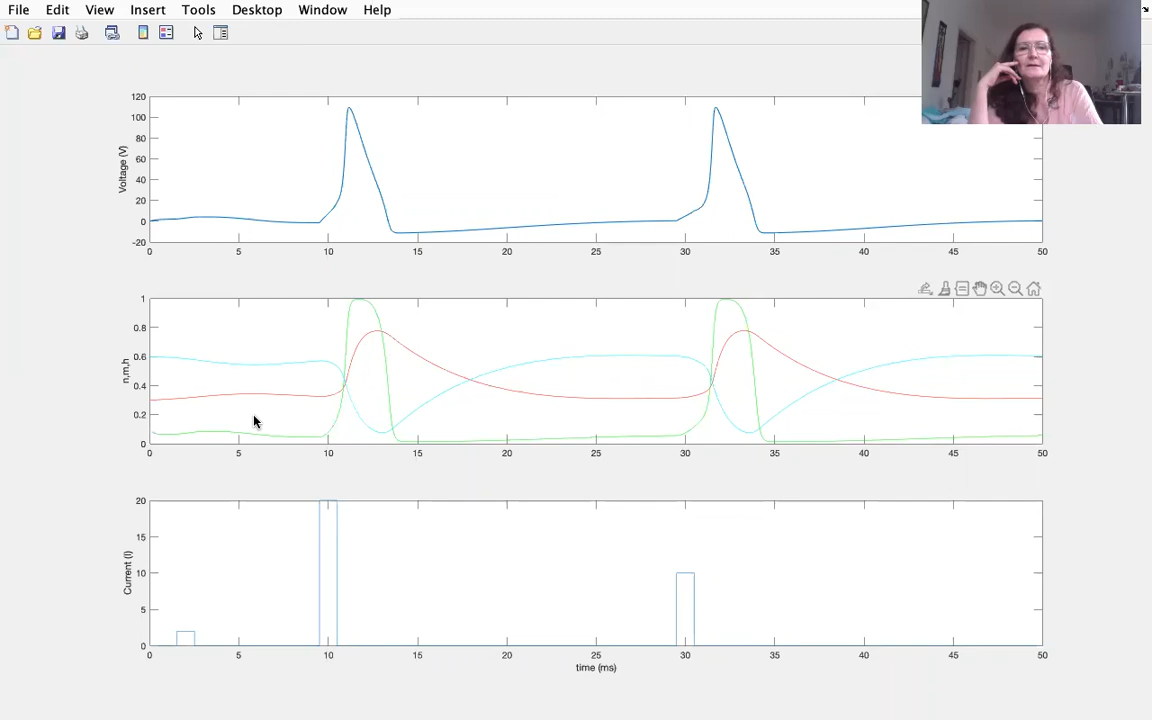 File Edit View Insert Tools Desktop Window Help
120
100
80
60
40
20
0
-20
Voltage (V)
0 5 10 15 20 25 30 35 40 45 50
1
0.8
0.6
0.4
0.2
0
n,m,h
0 5 10 15 20 25 30 35 40 45 50
20
15
10
5
0
Current (I)
0 5 10 15 20 25 30 35 40 45 50
time (ms)